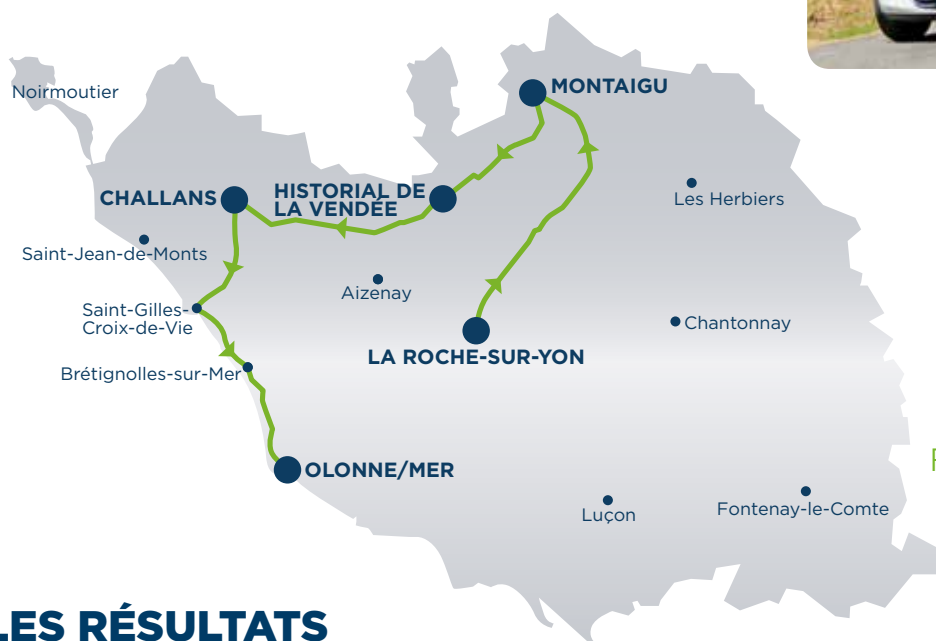 Noirmoutier
MONTAIGU
CHALLANS
HISTORIAL DE
LA VENDÉE
Les Herbiers
Saint-Jean-de-Monts
Aizenay
Saint-Gilles-
Croix-de-Vie
Chantonnay
LA ROCHE-SUR-YON
Brétignolles-sur-Mer
OLONNE/MER
Luçon
Fontenay-le-Comte
LES RÉSULTATS